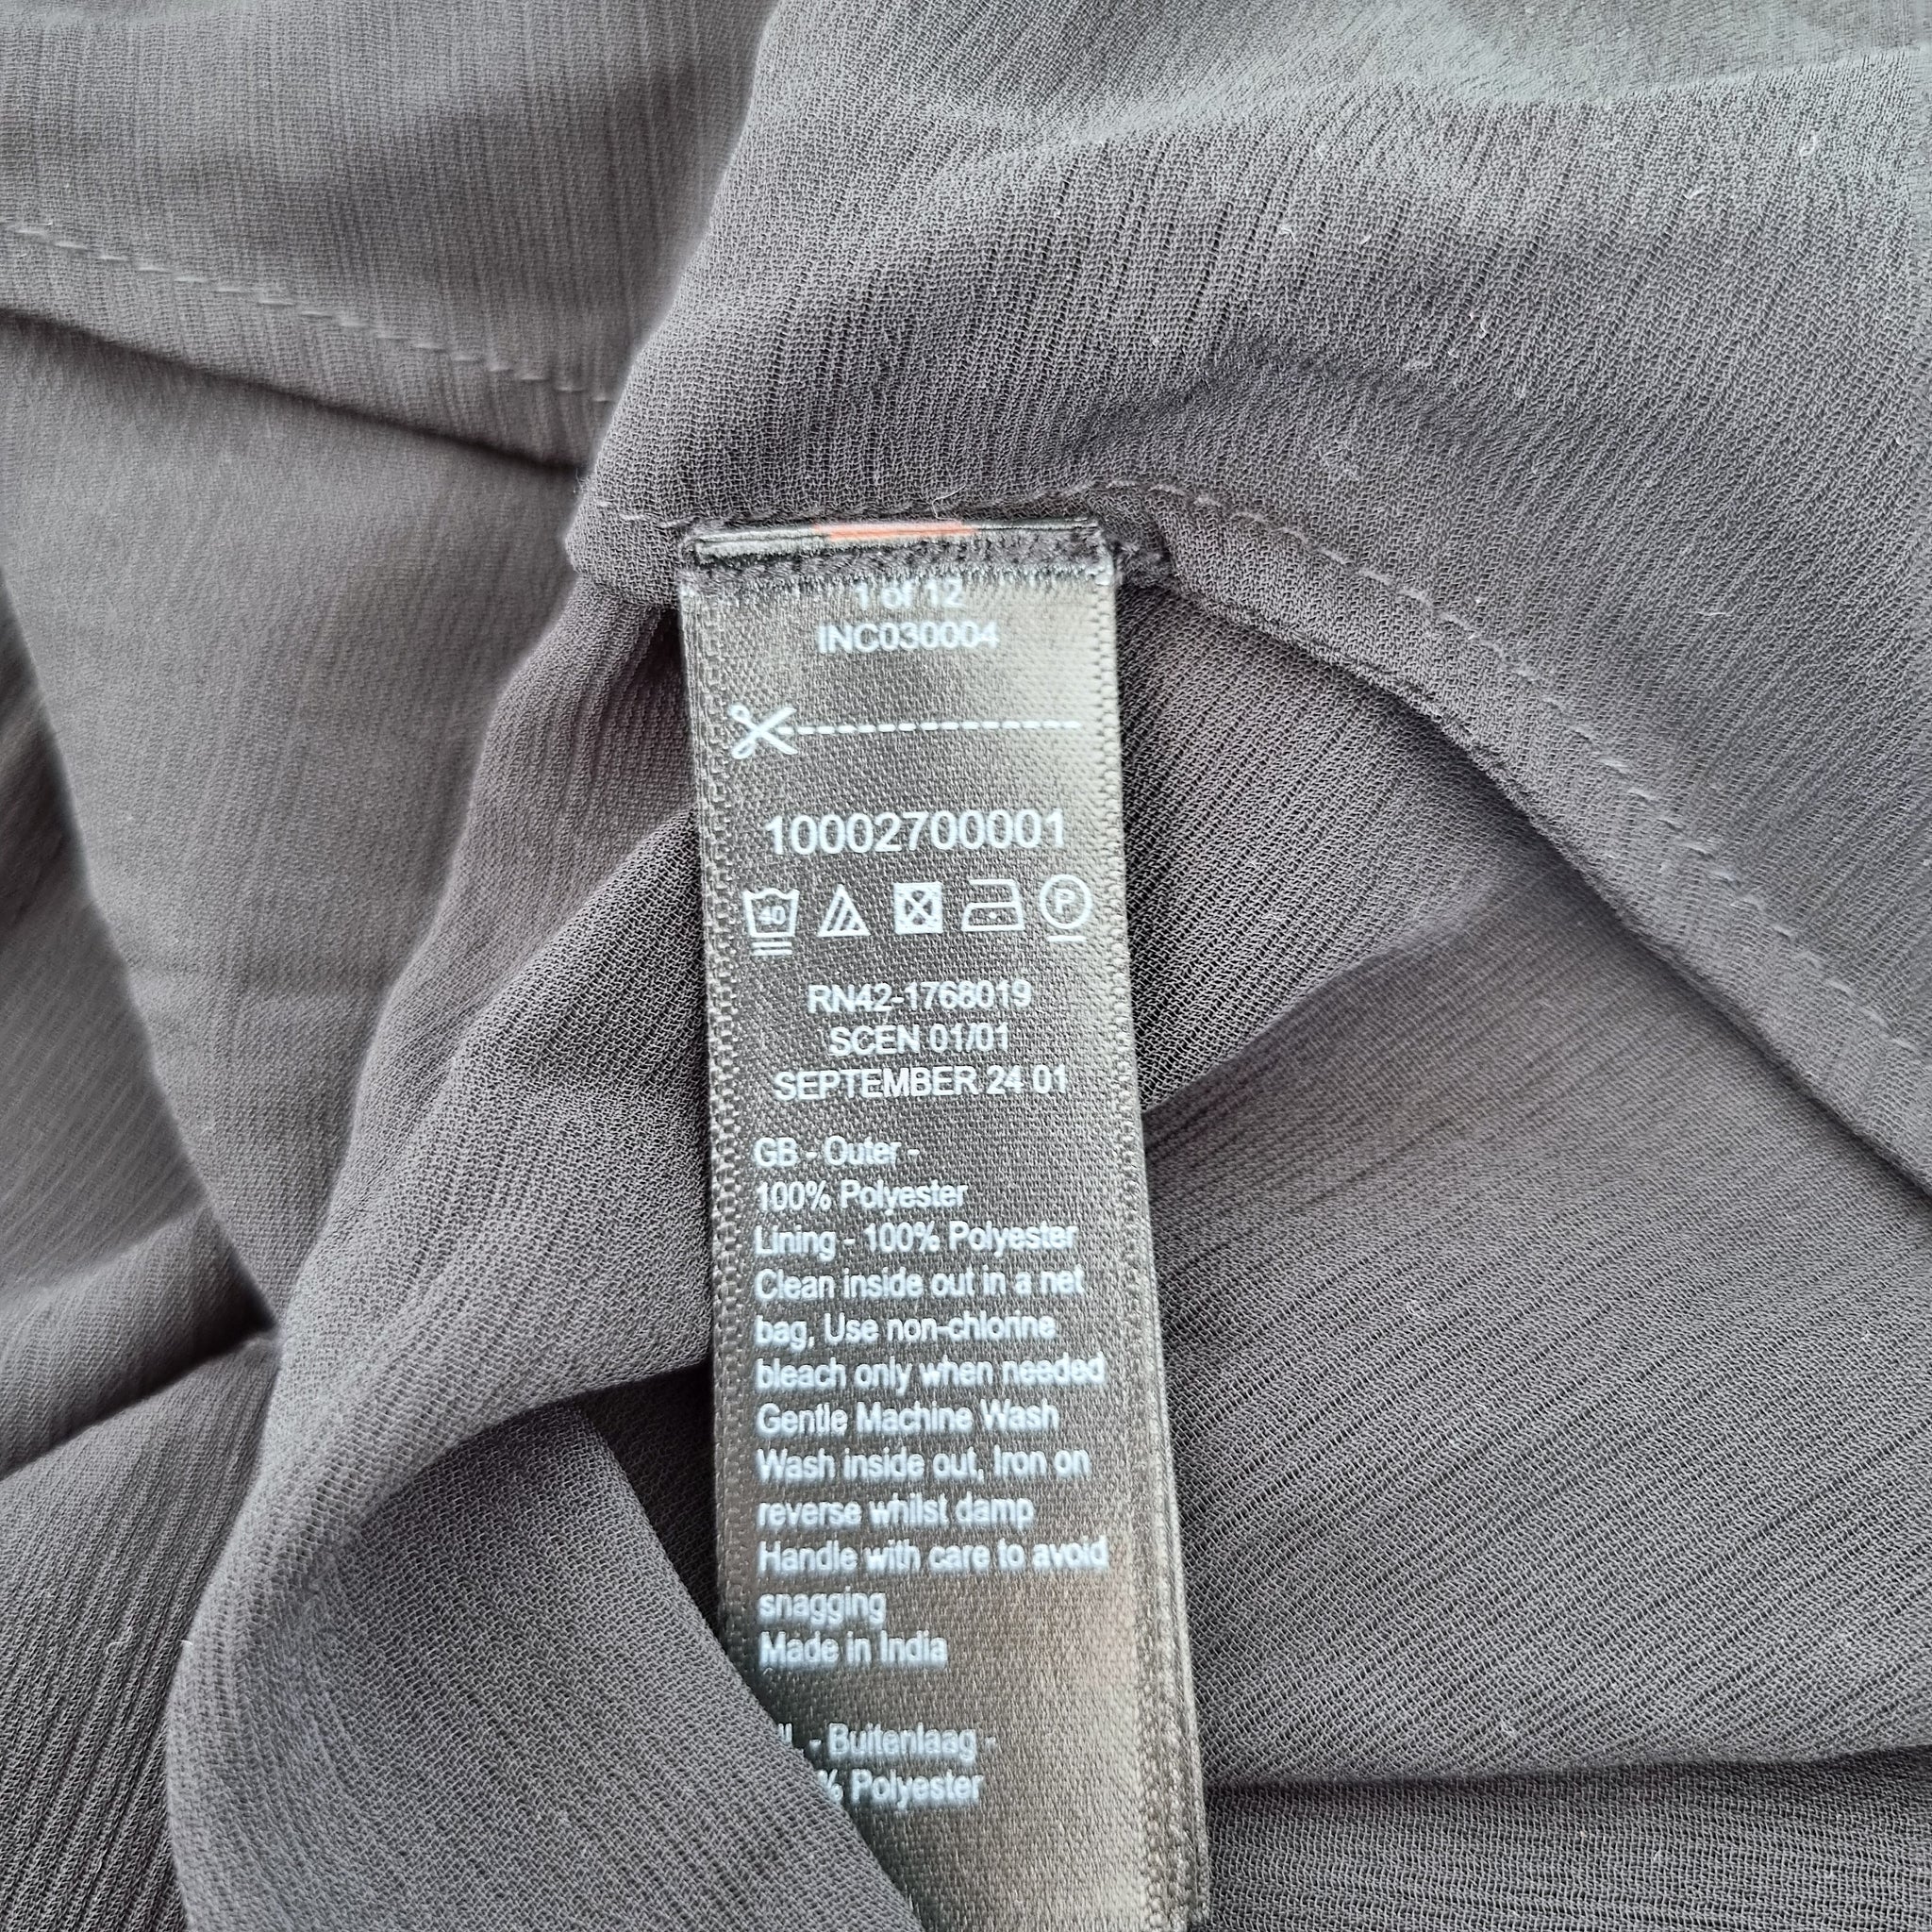 1 of 12
INC030004
10002700001
40 P
RN42-1768019
SCEN 01/01
SEPTEMBER 24 01
GB - Outer -
100% Polyester
Lining - 100% Polyester
Clean inside out in a net
bag, Use non-chlorine
bleach only when needed
Gentle Machine Wash
Wash inside out, Iron on
reverse whilst damp
Handle with care to avoid
snagging
Made in India
- Buitenlaag -
% Polyester